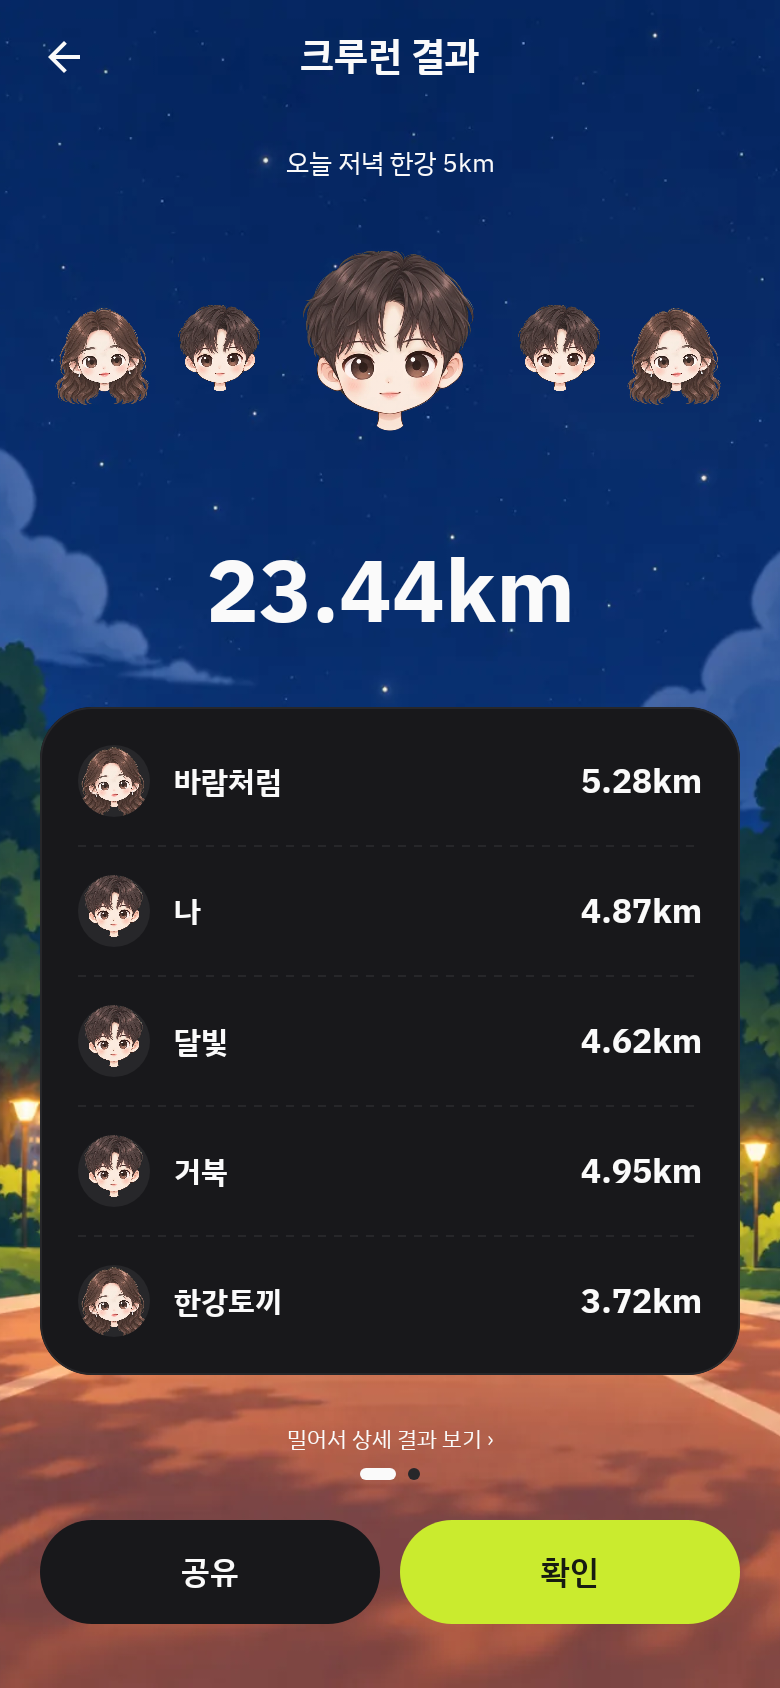 크루런 결과
오늘 저녁 한강 5km
23.44km
바람처럼 5.28km
나 4.87km
달빛 4.62km
거북 4.95km
한강토끼 3.72km
밀어서 상세 결과 보기 ›
공유 확인